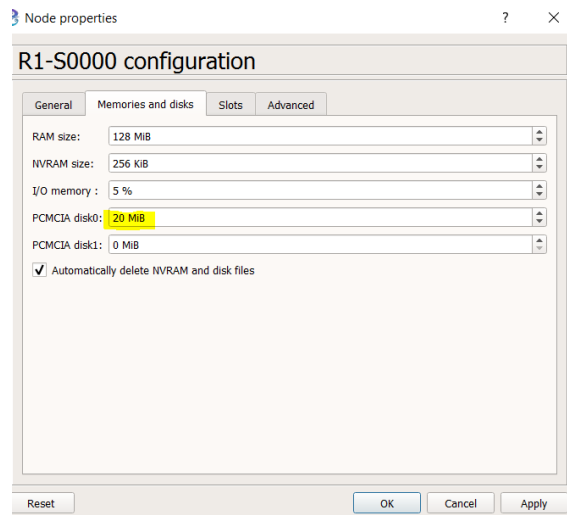 Node properties ? ×
R1-S0000 configuration
General Memories and disks Slots Advanced
RAM size: 128 MiB
NVRAM size: 256 KiB
I/O memory : 5 %
PCMCIA disk0: 20 MiB
PCMCIA disk1: 0 MiB
Automatically delete NVRAM and disk files
Reset OK Cancel Apply